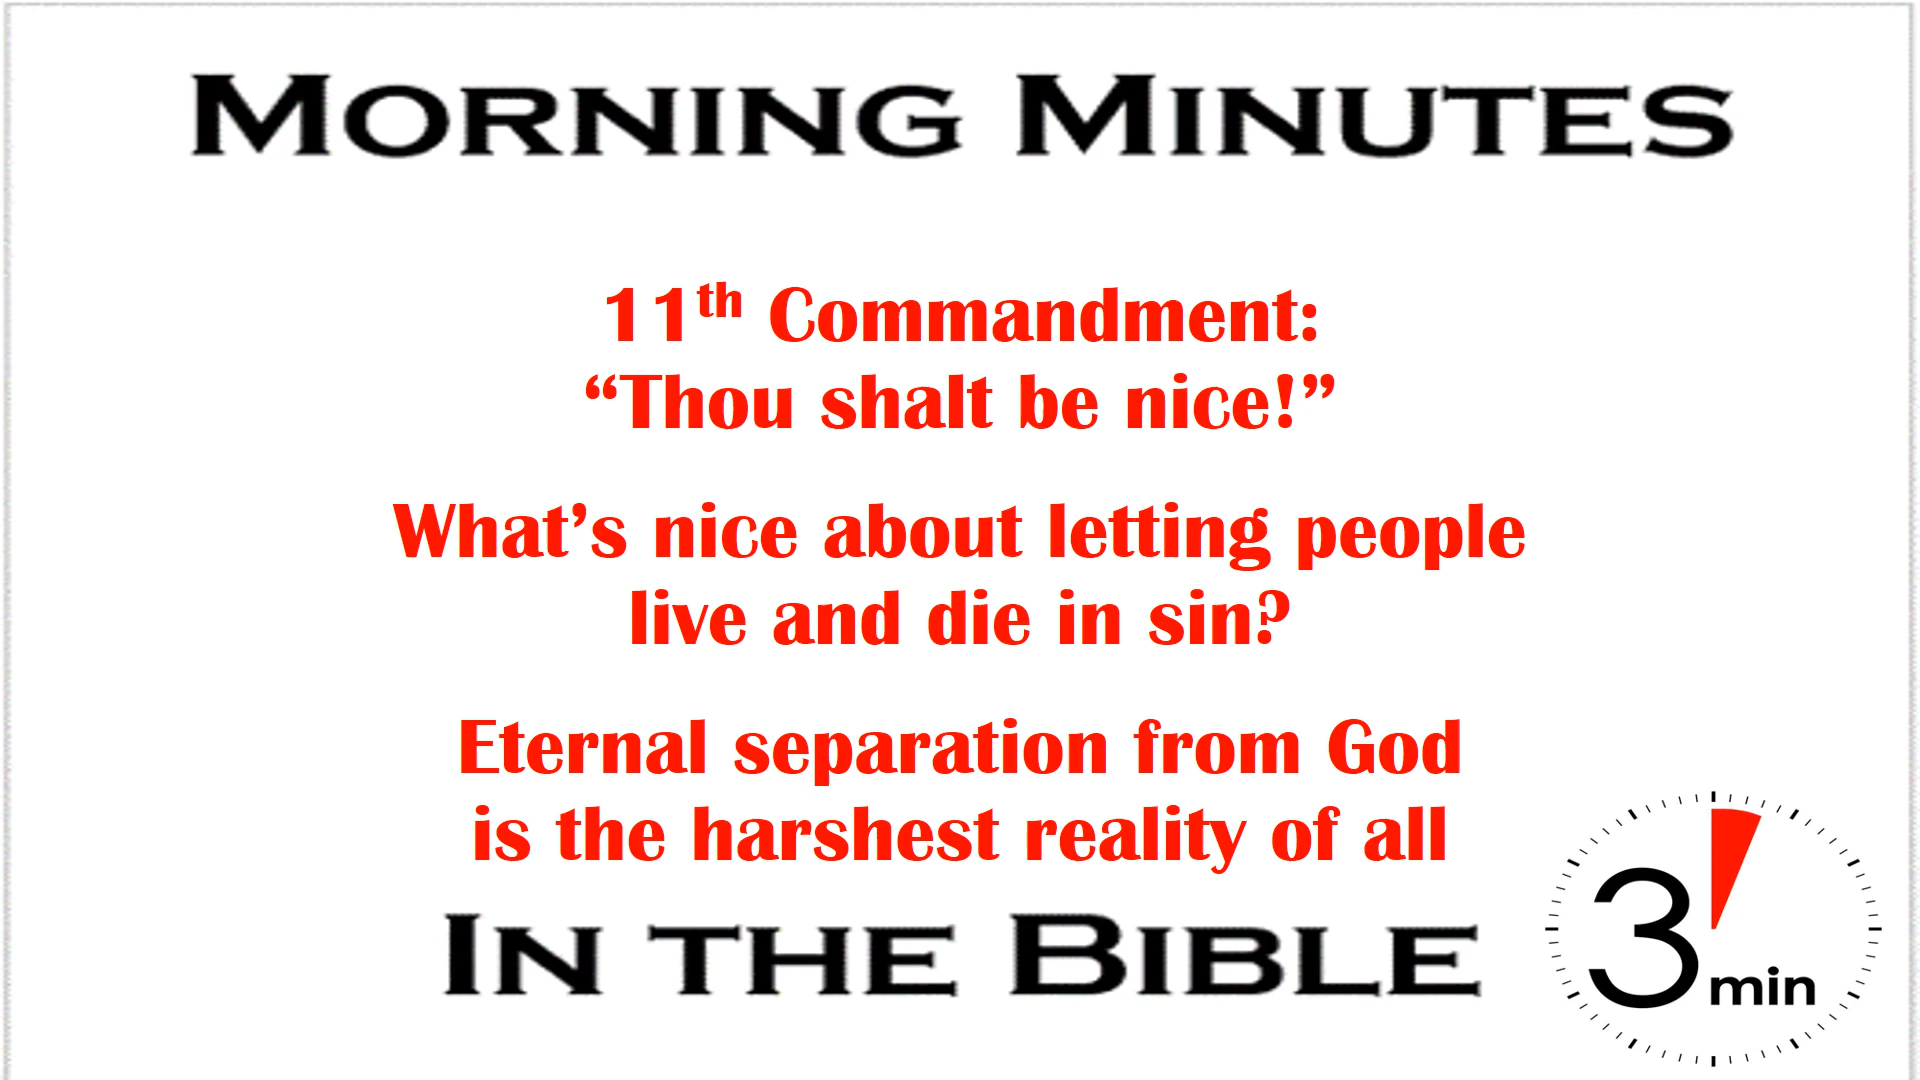 MORNING MINUTES
11th Commandment:
“Thou shalt be nice!”
What’s nice about letting people
live and die in sin?
Eternal separation from God
is the harshest reality of all
IN THE BIBLE
3 min